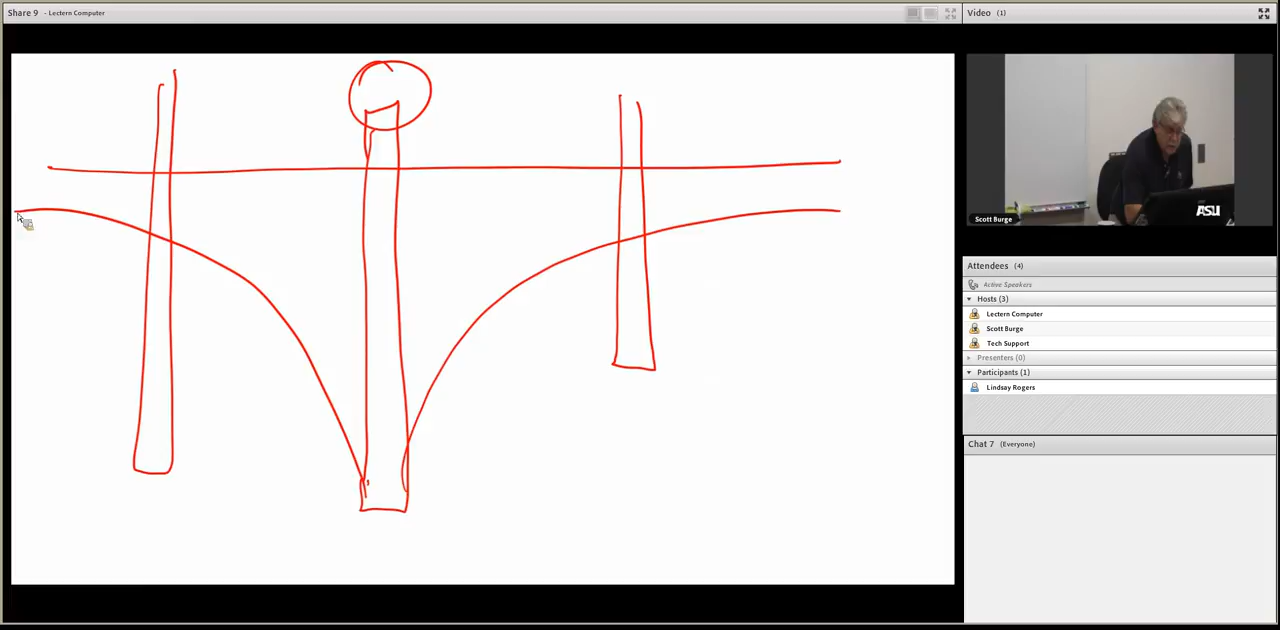 Share 9 - Lectern Computer
Video (1)
ASU
Scott Burge
Attendees (4)
Active Speakers
Hosts (3)
Lectern Computer
Scott Burge
Tech Support
Presenters (0)
Participants (1)
Lindsay Rogers
Chat 7 (Everyone)